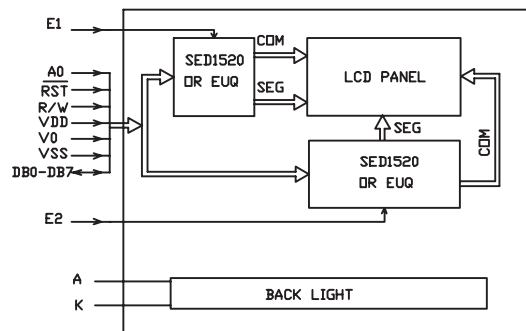 E1
COM
SED1520
OR EUQ
LCD PANEL
A0
RST
SEG
R/W
VDD
V0
VSS
SEG
COM
DB0-DB7
SED1520
OR EUQ
E2
A
BACK LIGHT
K